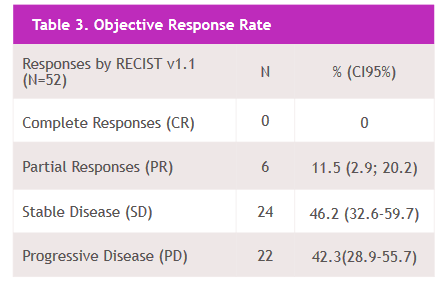 Table 3. Objective Response Rate
Responses by RECIST v1.1
(N=52)
N
% (CI95%)
Complete Responses (CR)
0
0
Partial Responses (PR)
6
11.5 (2.9; 20.2)
Stable Disease (SD)
24
46.2 (32.6-59.7)
Progressive Disease (PD)
22
42.3(28.9-55.7)